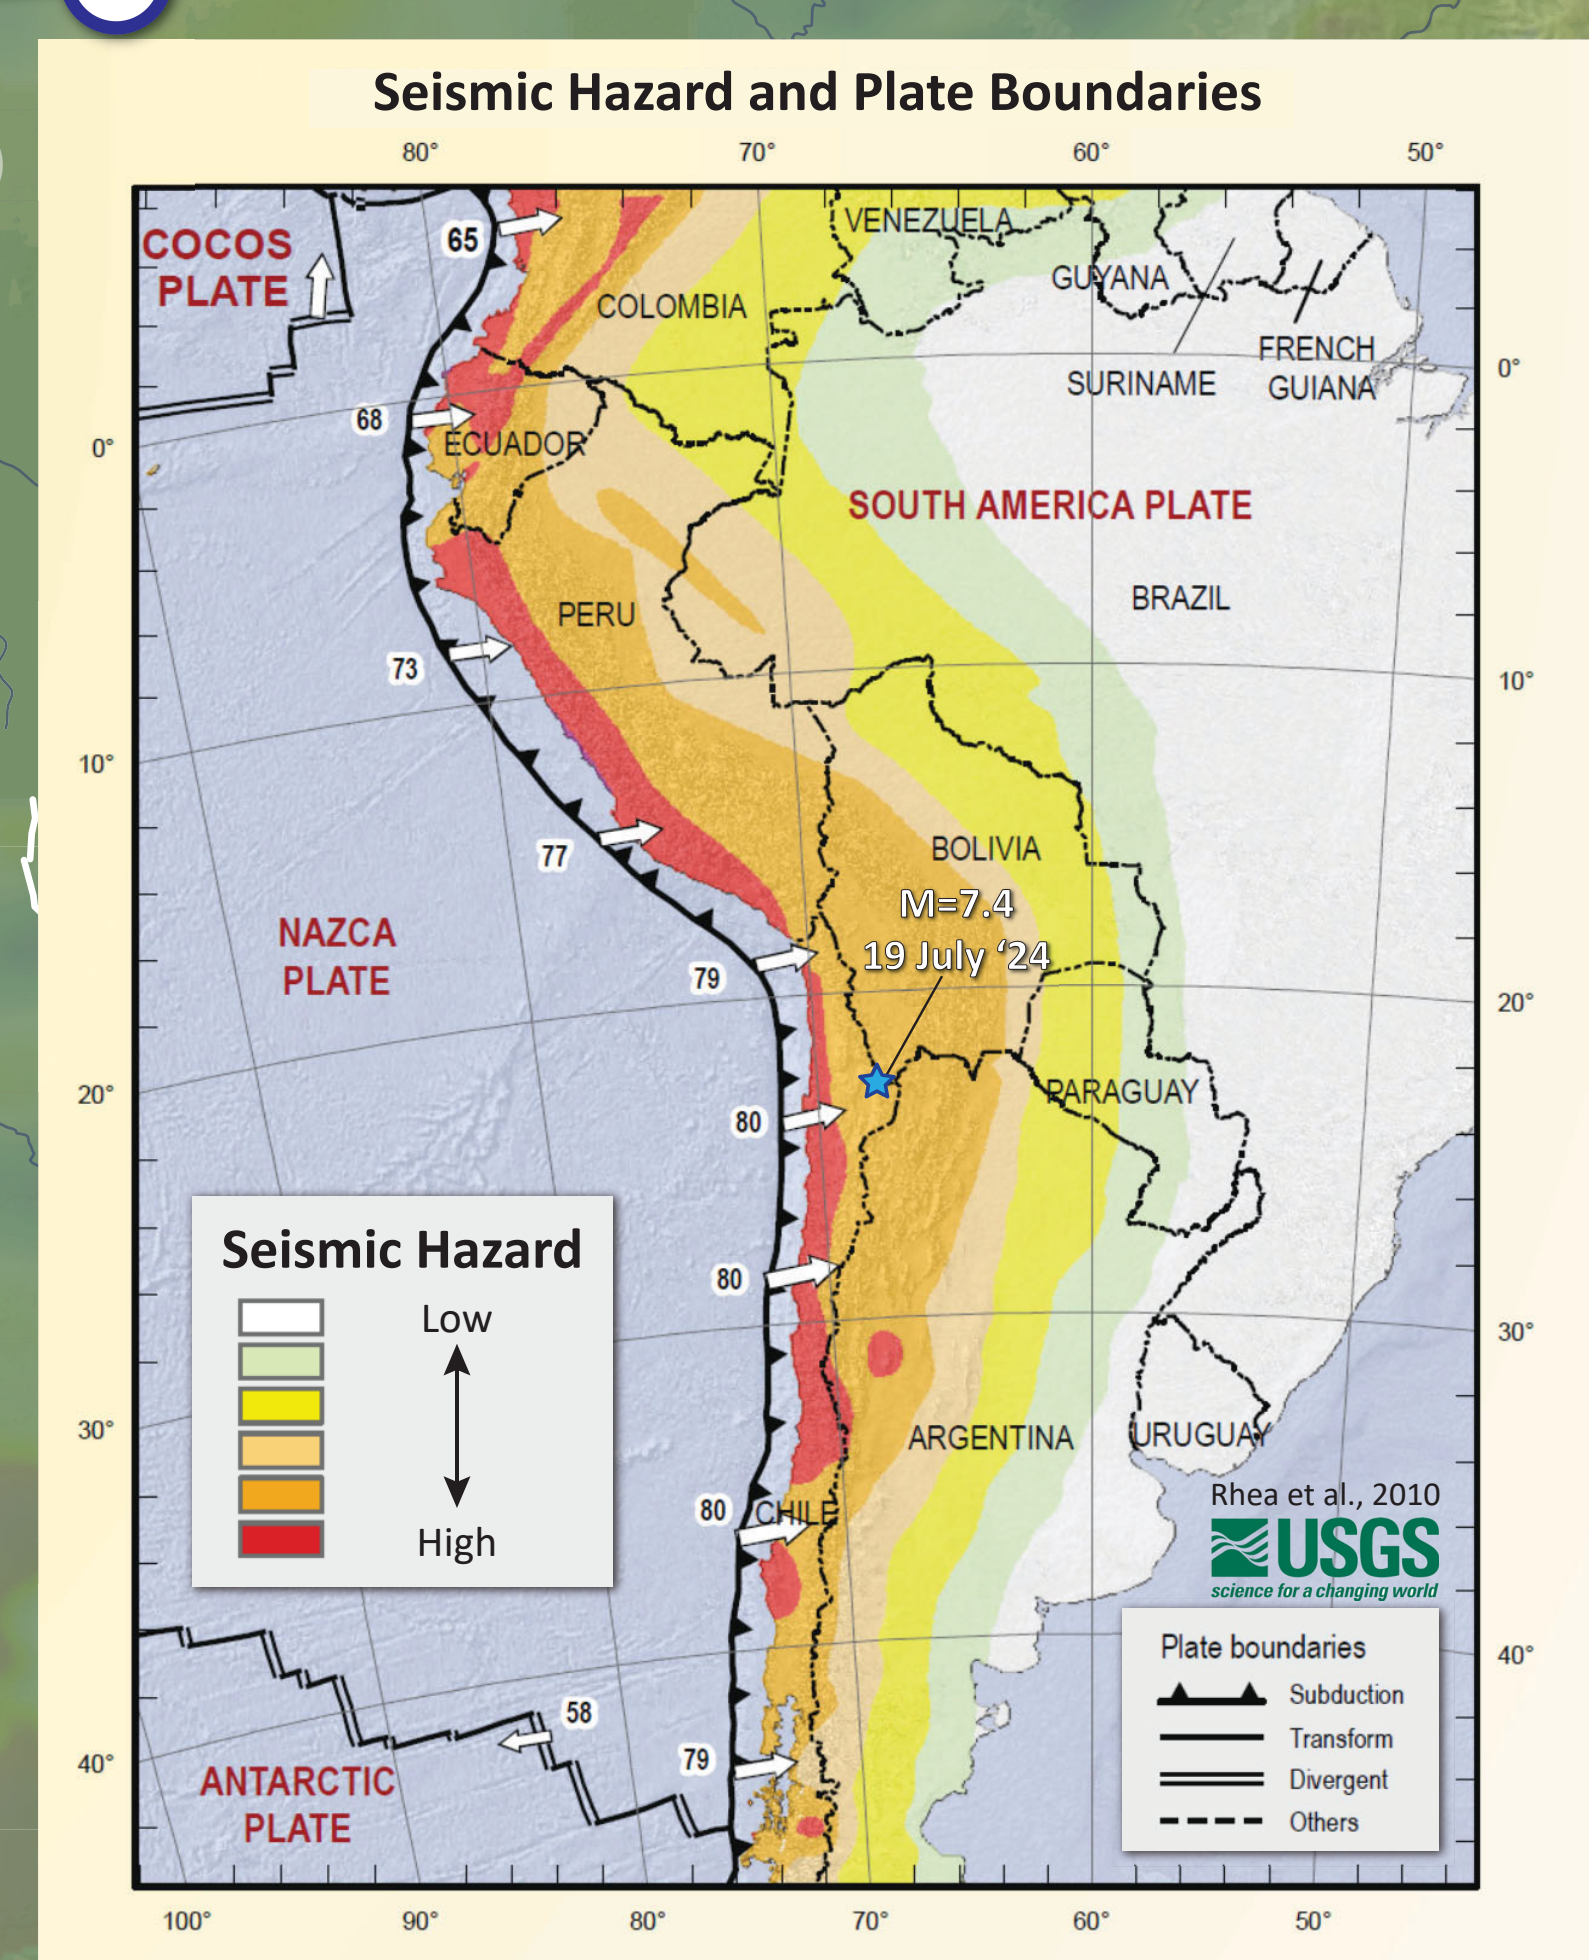 Seismic Hazard and Plate Boundaries
80° 70° 60° 50°
COCOS
PLATE
65
VENEZUELA
GUYANA
COLOMBIA
FRENCH
GUIANA
SURINAME
0°
68
ECUADOR
0°
SOUTH AMERICA PLATE
BRAZIL
PERU
73
10°
10°
77
BOLIVIA
M=7.4
19 July ‘24
NAZCA
PLATE
79
20°
20°
80
PARAGUAY
Seismic Hazard
Low
High
80
30°
30°
ARGENTINA
URUGUAY
80
CHILE
Rhea et al., 2010
USGS
science for a changing world
Plate boundaries
Subduction
Transform
Divergent
Others
40°
58
79
40°
ANTARCTIC
PLATE
100° 90° 80° 70° 60° 50°